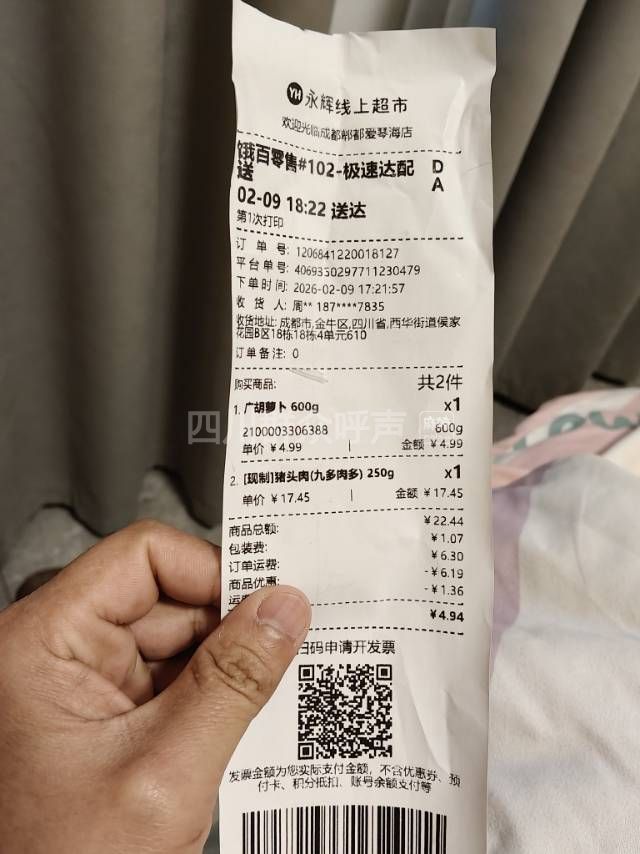 YH 永辉线上超市
欢迎光临成都郫都爱琴海店
饿百零售#102-极速达配送
DA
02-09 18:22 送达
第1次打印
订 单 号: 1206841220018127
平台单号: 4069350297711230479
下单时间: 2026-02-09 17:21:57
收 货 人: 周** 187****7835
收货地址: 成都市,金牛区,四川省,西华街道侯家
花园B区18栋18栋4单元610
订单备注: 0
购买商品: 共2件
1. 广胡萝卜 600g x1
2100003306388 600g
单价 ¥4.99 | 金额 ¥4.99
2. [现制]猪头肉(九多肉多) 250g x1
单价 ¥17.45 | 金额 ¥17.45
商品总额: ¥22.44
包装费: ¥1.07
订单运费: ¥6.30
商品优惠: -¥6.19
运费 -¥1.36
¥4.94
扫码申请开发票
发票金额为您实际支付金额，不含优惠券、预
付卡、积分抵扣、账号余额支付等
四川 呼声